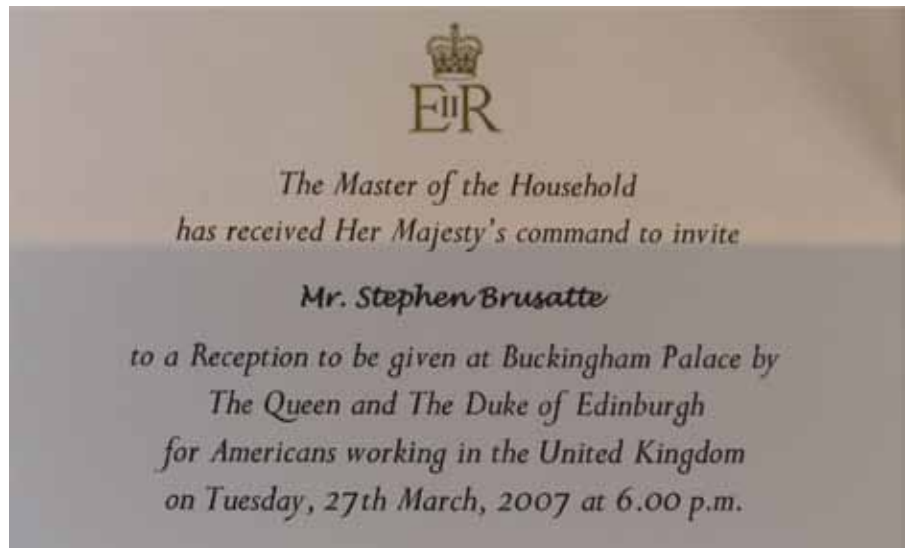 EIIR
The Master of the Household
has received Her Majesty's command to invite
Mr. Stephen Brusatte
to a Reception to be given at Buckingham Palace by
The Queen and The Duke of Edinburgh
for Americans working in the United Kingdom
on Tuesday, 27th March, 2007 at 6.00 p.m.